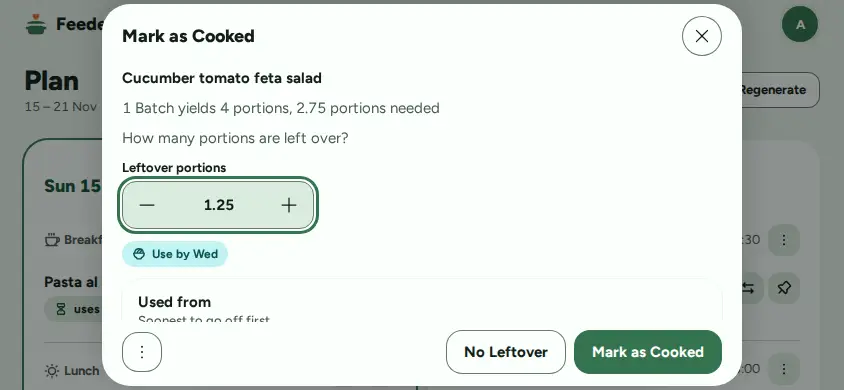 Feede
Mark as Cooked
A
Plan
15 – 21 Nov
Regenerate
Cucumber tomato feta salad
1 Batch yields 4 portions, 2.75 portions needed
How many portions are left over?
Leftover portions
1.25
Sun 15
Use by Wed
Breakf
:30
Pasta al
uses
Used from
Soonest to go off first
No Leftover
Mark as Cooked
Lunch
:00